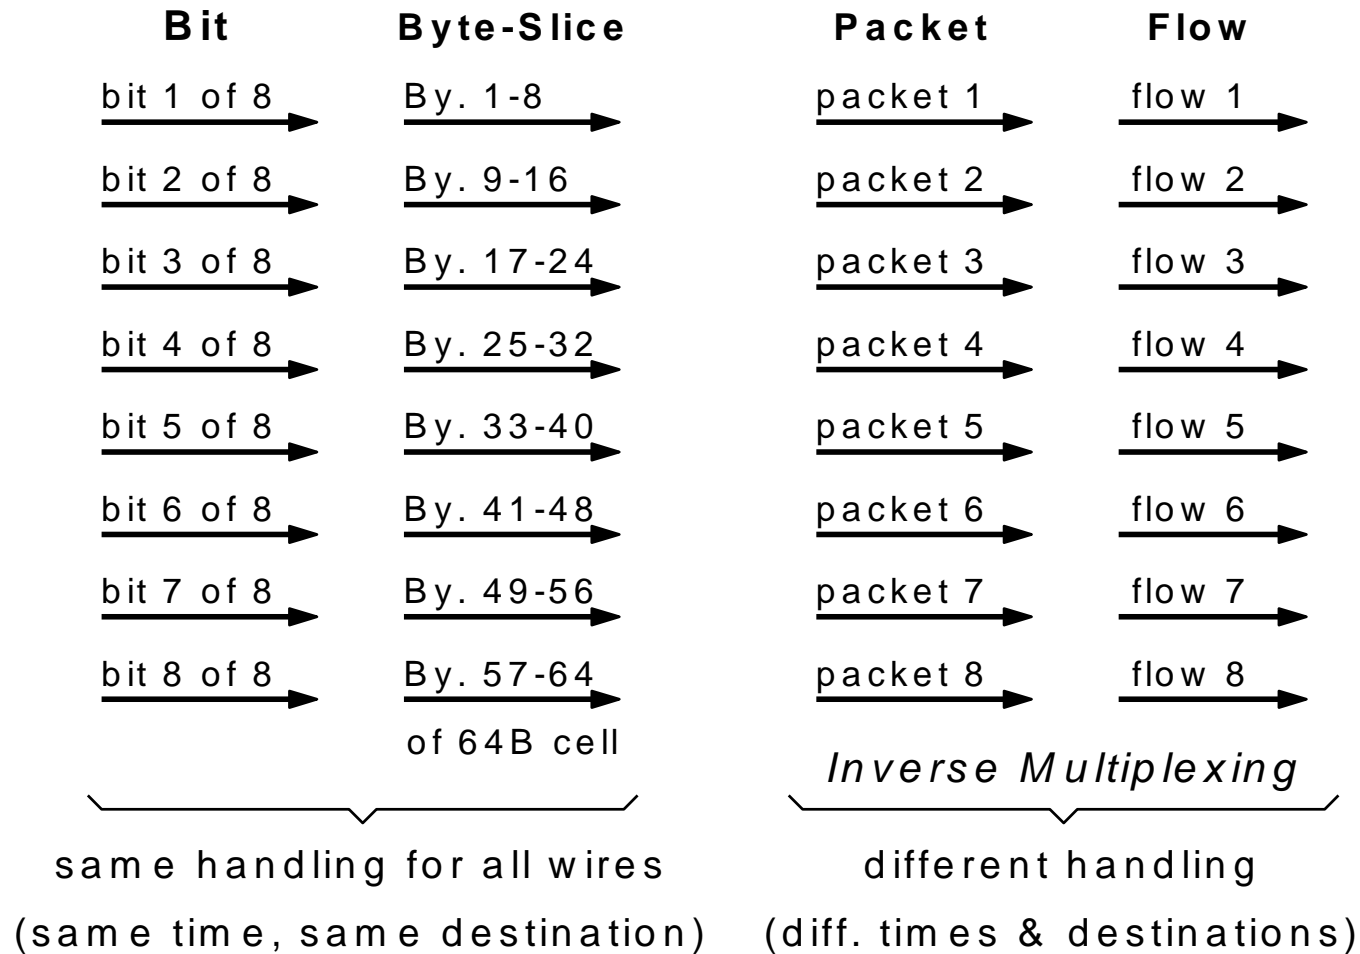 Bit Byte-Slice Packet Flow
bit 1 of 8 By. 1-8 packet 1 flow 1
bit 2 of 8 By. 9-16 packet 2 flow 2
bit 3 of 8 By. 17-24 packet 3 flow 3
bit 4 of 8 By. 25-32 packet 4 flow 4
bit 5 of 8 By. 33-40 packet 5 flow 5
bit 6 of 8 By. 41-48 packet 6 flow 6
bit 7 of 8 By. 49-56 packet 7 flow 7
bit 8 of 8 By. 57-64 packet 8 flow 8
of 64B cell
Inverse Multiplexing
same handling for all wires different handling
(same time, same destination) (diff. times & destinations)